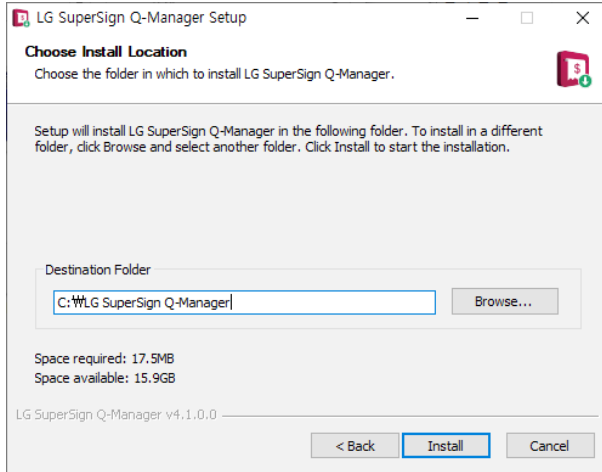 LG SuperSign Q-Manager Setup
Choose Install Location
Choose the folder in which to install LG SuperSign Q-Manager.
Setup will install LG SuperSign Q-Manager in the following folder. To install in a different
folder, click Browse and select another folder. Click Install to start the installation.
Destination Folder
C:₩LG SuperSign Q-Manager
Browse...
Space required: 17.5MB
Space available: 15.9GB
LG SuperSign Q-Manager v4.1.0.0
< Back
Install
Cancel